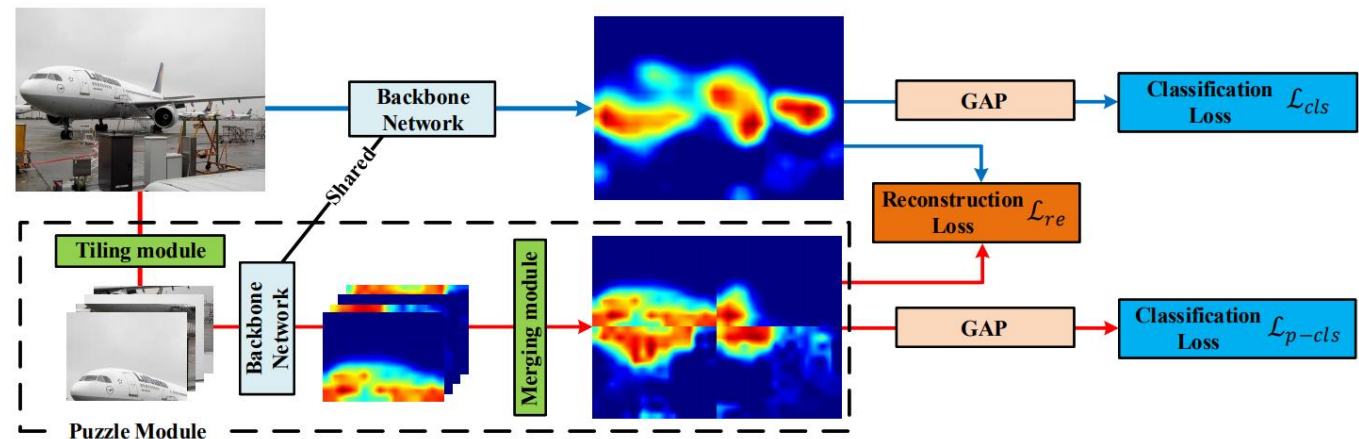 Backbone
Network
GAP
Classification
Loss
ℒcls
Shared
Reconstruction
Loss
ℒre
Tiling module
Backbone
Network
Merging module
GAP
Classification
Loss
ℒp−cls
Puzzle Module